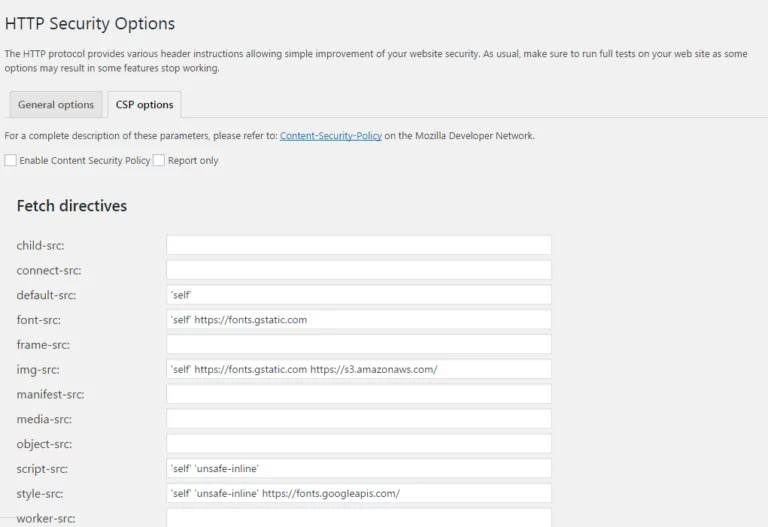 HTTP Security Options
The HTTP protocol provides various header instructions allowing simple improvement of your website security. As usual, make sure to run full tests on your web site as some
options may result in some features stop working.
General options CSP options
For a complete description of these parameters, please refer to: Content-Security-Policy on the Mozilla Developer Network.
Enable Content Security Policy Report only
Fetch directives
child-src:
connect-src:
default-src: 'self'
font-src: 'self' https://fonts.gstatic.com
frame-src:
img-src: 'self' https://fonts.gstatic.com https://s3.amazonaws.com/
manifest-src:
media-src:
object-src:
script-src: 'self' 'unsafe-inline'
style-src: 'self' 'unsafe-inline' https://fonts.googleapis.com/
worker-src: